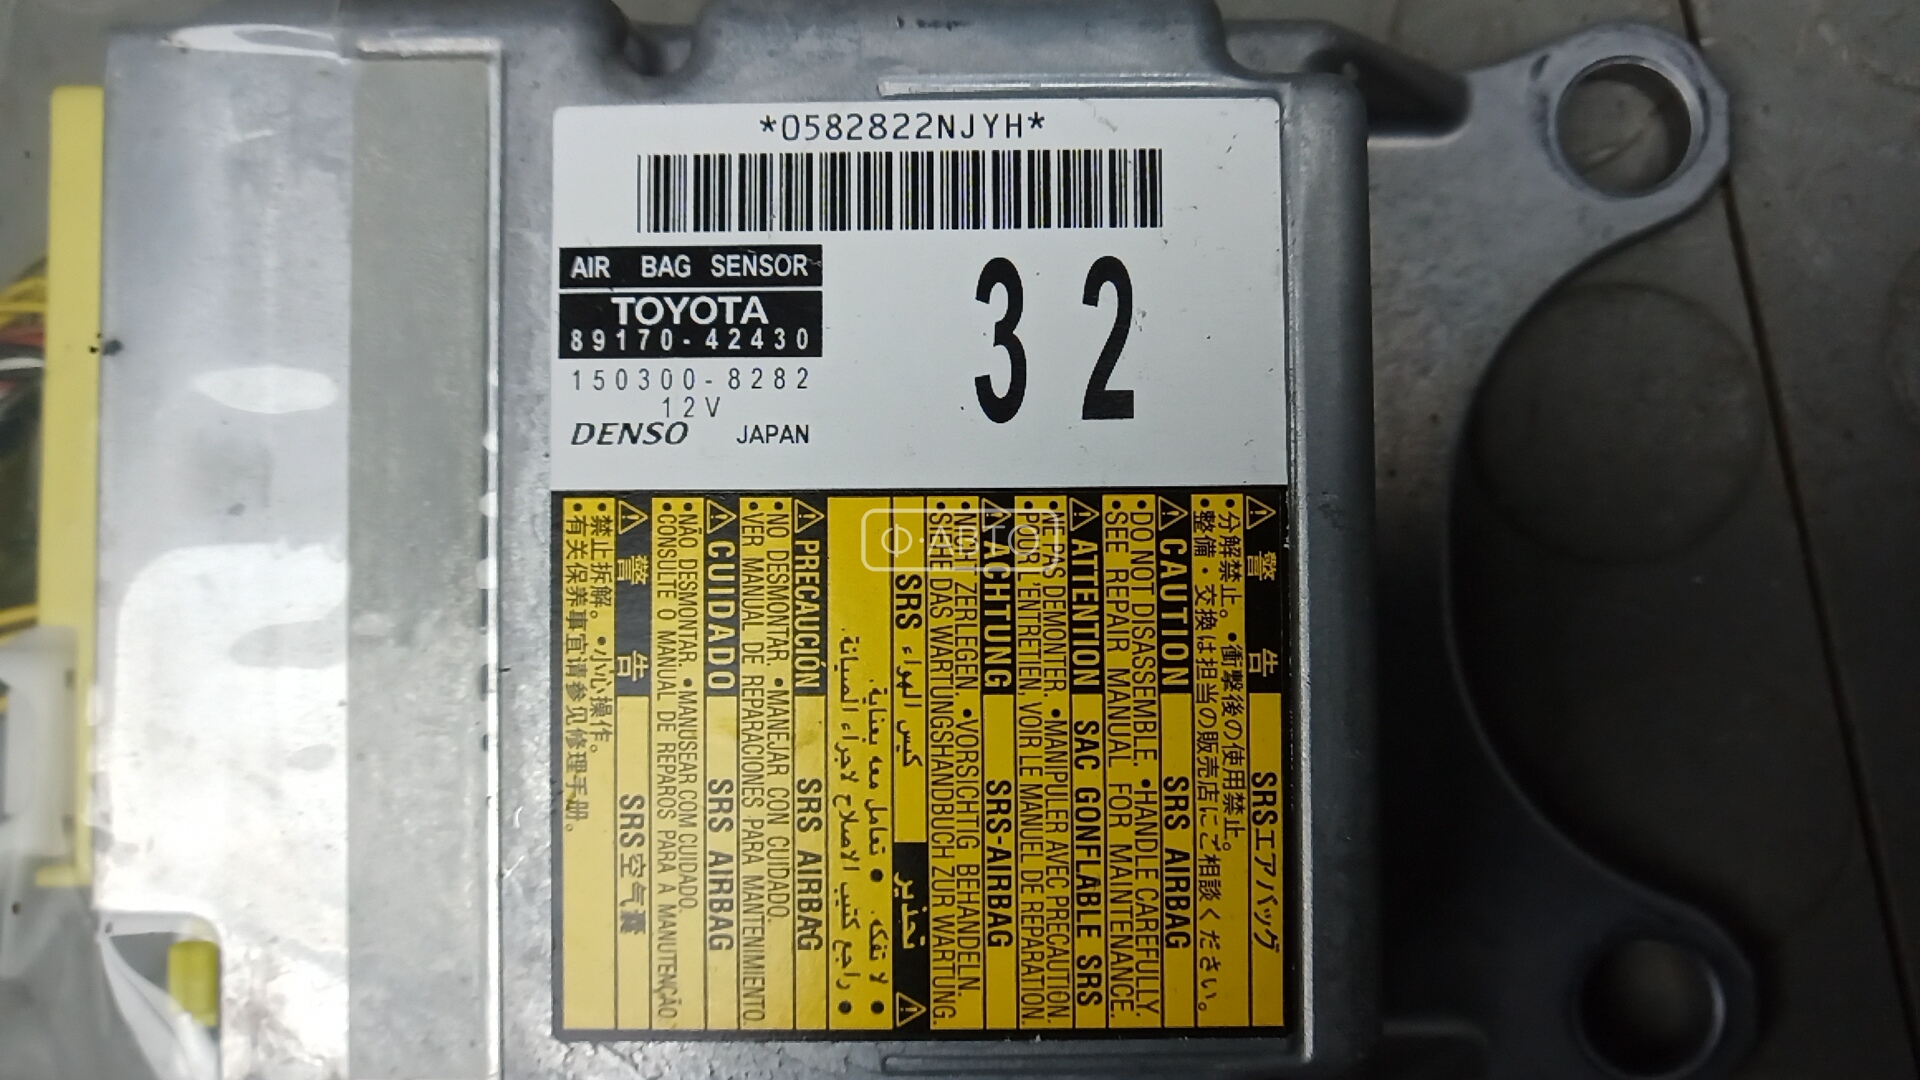 *0582822NJYH*
AIR BAG SENSOR
TOYOTA
89170-42430
150300-8282
12V
DENSO JAPAN
32
Ф·АВТО
⚠ 警告 SRSエアバッグ
•分解禁止。 •衝撃後の使用禁止。
•整備・交換は担当の販売店にご相談ください。
⚠ CAUTION SRS AIRBAG
•DO NOT DISASSEMBLE. •HANDLE CAREFULLY.
•SEE REPAIR MANUAL FOR MAINTENANCE.
⚠ ATTENTION SAC GONFLABLE SRS
•NE PAS DEMONTER. •MANIPULER AVEC PRECAUTION.
•POUR L'ENTRETIEN, VOIR LE MANUEL DE REPARATION.
⚠ ACHTUNG SRS-AIRBAG
•NICHT ZERLEGEN. •VORSICHTIG BEHANDELN.
•SIEHE DAS WARTUNGSHANDBUCH ZUR WARTUNG.
⚠ تحذير كيس الهواء SRS
• لا تفكه. • تعامل معه بعناية.
• راجع كتيب الاصلاح لاجراء الصيانة.
⚠ PRECAUCIÓN SRS AIRBAG
•NO DESMONTAR. •MANEJAR CON CUIDADO.
•VER MANUAL DE REPARACIONES PARA MANTENIMIENTO.
⚠ CUIDADO SRS AIRBAG
•NÃO DESMONTAR. •MANUSEAR COM CUIDADO.
•CONSULTE O MANUAL DE REPAROS PARA A MANUTENÇÃO.
⚠ 警告 SRS空气囊
•禁止拆解。 •小心操作。
•有关保养事宜请参见修理手册。